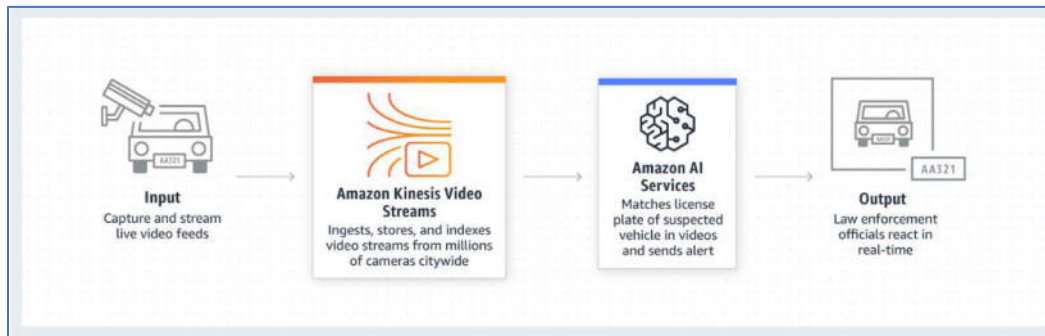 AA321
Input
Capture and stream
live video feeds
Amazon Kinesis Video
Streams
Ingests, stores, and indexes
video streams from millions
of cameras citywide
Amazon AI
Services
Matches license
plate of suspected
vehicle in videos
and sends alert
AA321
Output
Law enforcement
officials react in
real-time